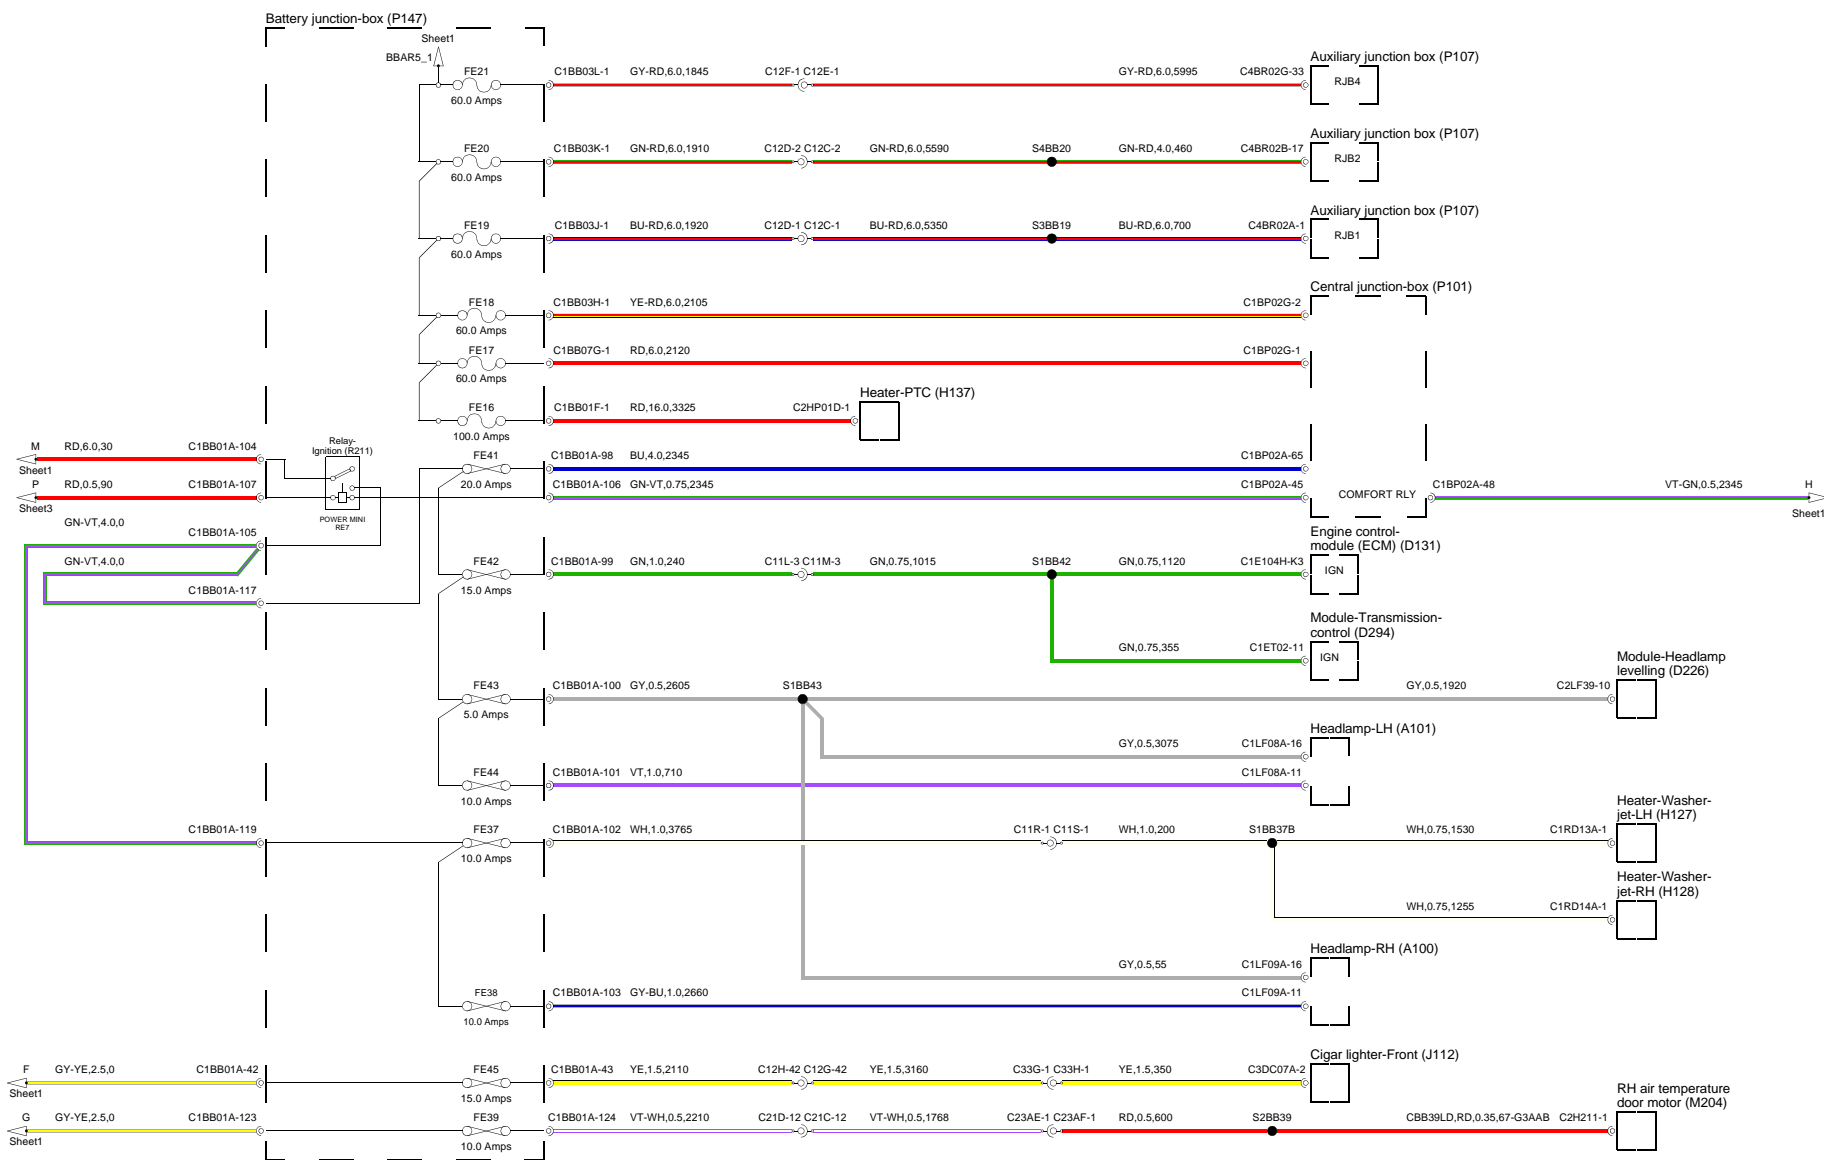 Battery junction-box (P147)
Sheet1
BBAR5_1
FE21
60.0 Amps
C1BB03L-1 GY-RD,6.0,1845 C12F-1 C12E-1 GY-RD,6.0,5995 C4BR02G-33
Auxiliary junction box (P107)
RJB4
FE20
60.0 Amps
C1BB03K-1 GN-RD,6.0,1910 C12D-2 C12C-2 GN-RD,6.0,5590 S4BB20 GN-RD,4.0,460 C4BR02B-17
Auxiliary junction box (P107)
RJB2
FE19
60.0 Amps
C1BB03J-1 BU-RD,6.0,1920 C12D-1 C12C-1 BU-RD,6.0,5350 S3BB19 BU-RD,6.0,700 C4BR02A-1
Auxiliary junction box (P107)
RJB1
FE18
60.0 Amps
C1BB03H-1 YE-RD,6.0,2105 C1BP02G-2
Central junction-box (P101)
FE17
60.0 Amps
C1BB07G-1 RD,6.0,2120 C1BP02G-1
FE16
100.0 Amps
C1BB01F-1 RD,16.0,3325 C2HP01D-1
Heater-PTC (H137)
M RD,6.0,30 C1BB01A-104
Sheet1
Relay-
Ignition (R211)
FE41
20.0 Amps
C1BB01A-98 BU,4.0,2345 C1BP02A-65
P RD,0.5,90 C1BB01A-107
Sheet3
POWER MINI
RE7
C1BB01A-106 GN-VT,0.75,2345 C1BP02A-45
COMFORT RLY
C1BP02A-48 VT-GN,0.5,2345 H
Sheet1
GN-VT,4.0,0
C1BB01A-105
GN-VT,4.0,0
C1BB01A-117
FE42
15.0 Amps
C1BB01A-99 GN,1.0,240 C11L-3 C11M-3 GN,0.75,1015 S1BB42 GN,0.75,1120 C1E104H-K3
Engine control-
module (ECM) (D131)
IGN
Module-Transmission-
control (D294)
GN,0.75,355 C1ET02-11
IGN
FE43
5.0 Amps
C1BB01A-100 GY,0.5,2605 S1BB43 GY,0.5,1920 C2LF39-10
Module-Headlamp
levelling (D226)
Headlamp-LH (A101)
GY,0.5,3075 C1LF08A-16
FE44
10.0 Amps
C1BB01A-101 VT,1.0,710 C1LF08A-11
C1BB01A-119
FE37
10.0 Amps
C1BB01A-102 WH,1.0,3765 C11R-1 C11S-1 WH,1.0,200 S1BB37B WH,0.75,1530 C1RD13A-1
Heater-Washer-
jet-LH (H127)
Heater-Washer-
jet-RH (H128)
WH,0.75,1255 C1RD14A-1
Headlamp-RH (A100)
GY,0.5,55 C1LF09A-16
FE38
10.0 Amps
C1BB01A-103 GY-BU,1.0,2660 C1LF09A-11
F GY-YE,2.5,0 C1BB01A-42
Sheet1
FE45
15.0 Amps
C1BB01A-43 YE,1.5,2110 C12H-42 C12G-42 YE,1.5,3160 C33G-1 C33H-1 YE,1.5,350 C3DC07A-2
Cigar lighter-Front (J112)
G GY-YE,2.5,0 C1BB01A-123
Sheet1
FE39
10.0 Amps
C1BB01A-124 VT-WH,0.5,2210 C21D-12 C21C-12 VT-WH,0.5,1768 C23AE-1 C23AF-1 RD,0.5,600 S2BB39 CBB39LD,RD,0.35,67-G3AAB C2H211-1
RH air temperature
door motor (M204)